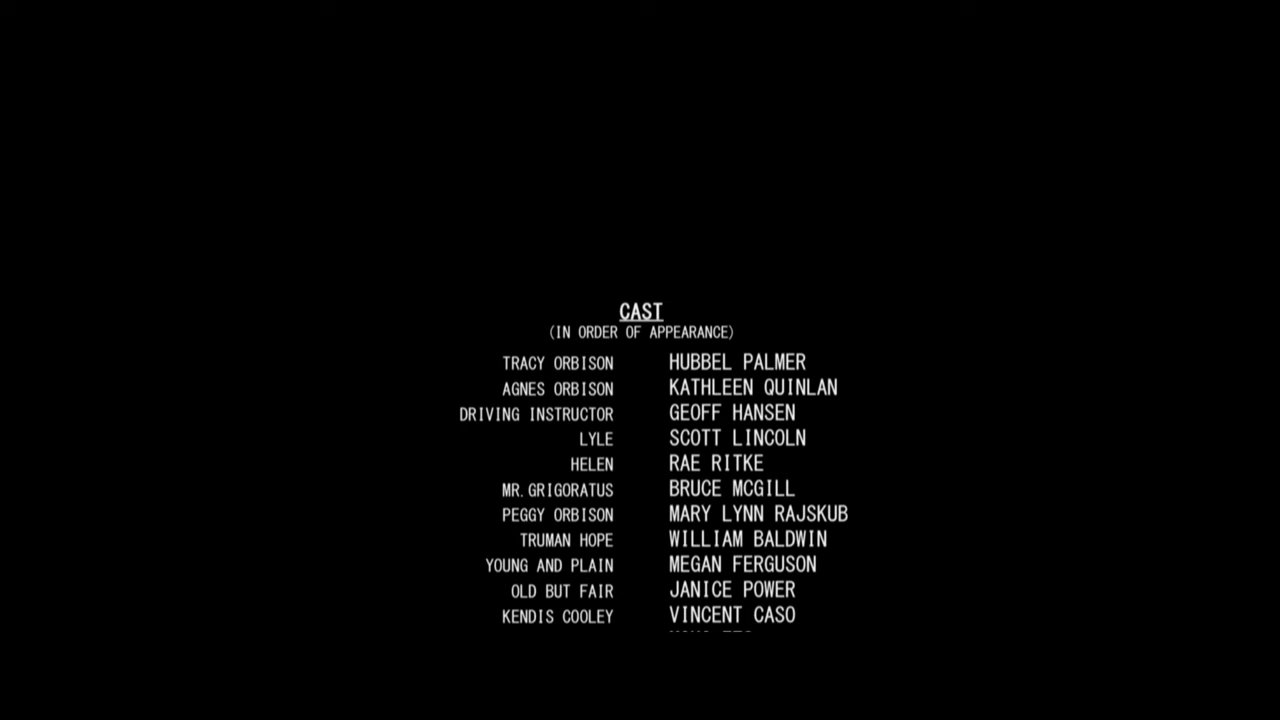 CAST
(IN ORDER OF APPEARANCE)
TRACY ORBISON HUBBEL PALMER
AGNES ORBISON KATHLEEN QUINLAN
DRIVING INSTRUCTOR GEOFF HANSEN
LYLE SCOTT LINCOLN
HELEN RAE RITKE
MR.GRIGORATUS BRUCE MCGILL
PEGGY ORBISON MARY LYNN RAJSKUB
TRUMAN HOPE WILLIAM BALDWIN
YOUNG AND PLAIN MEGAN FERGUSON
OLD BUT FAIR JANICE POWER
KENDIS COOLEY VINCENT CASO